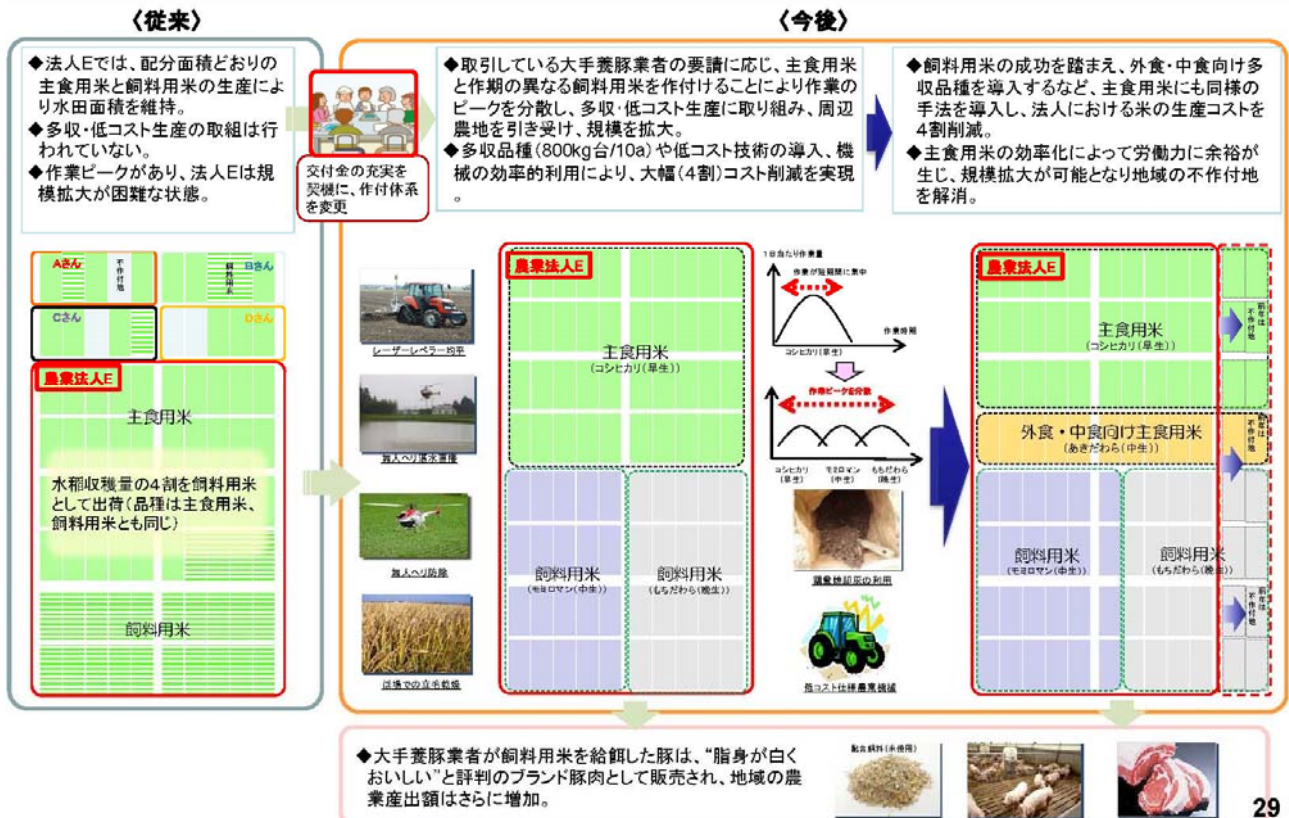 〈従来〉
〈今後〉
◆法人Eでは、配分面積どおりの
主食用米と飼料用米の生産によ
り水田面積を維持。
◆多収・低コスト生産の取組は行
われていない。
◆作業ピークがあり、法人Eは規
模拡大が困難な状態。
交付金の充実を
契機に、作付体系
を変更
◆取引している大手養豚業者の要請に応じ、主食用米
と作期の異なる飼料用米を作付けることにより作業の
ピークを分散し、多収・低コスト生産に取り組み、周辺
農地を引き受け、規模を拡大。
◆多収品種(800kg台/10a)や低コスト技術の導入、機
械の効率的利用により、大幅(4割)コスト削減を実現
。
◆飼料用米の成功を踏まえ、外食・中食向け多
収品種を導入するなど、主食用米にも同様の
手法を導入し、法人における米の生産コストを
4割削減。
◆主食用米の効率化によって労働力に余裕が
生じ、規模拡大が可能となり地域の不作付地
を解消。
Aさん
不作付地
飼料用米
Bさん
Cさん
Dさん
農業法人E
主食用米
水稲収穫量の4割を飼料用米
として出荷(品種は主食用米、
飼料用米とも同じ)
飼料用米
レーザーレベラー均平
無人ヘリ湛水直播
無人ヘリ防除
圃場での立毛乾燥
農業法人E
主食用米
(コシヒカリ(早生))
飼料用米
(モミロマン(中生))
飼料用米
(もちだわら(晩生))
1日当たり作業量
作業が短期間に集中
作業時期
コシヒカリ(早生)
作業ピークを分散
コシヒカリ
(早生)
モミロマン
(中生)
もちだわら
(晩生)
鶏糞焼却灰の利用
低コスト仕様農業機械
農業法人E
主食用米
(コシヒカリ(早生))
外食・中食向け主食用米
(あきだわら(中生))
飼料用米
(モミロマン(中生))
飼料用米
(もちだわら(晩生))
前年は
不作付地
前年は
不作付地
前年は
不作付地
◆大手養豚業者が飼料用米を給餌した豚は、“脂身が白く
おいしい”と評判のブランド豚肉として販売され、地域の農
業産出額はさらに増加。
配合飼料(米使用)
29